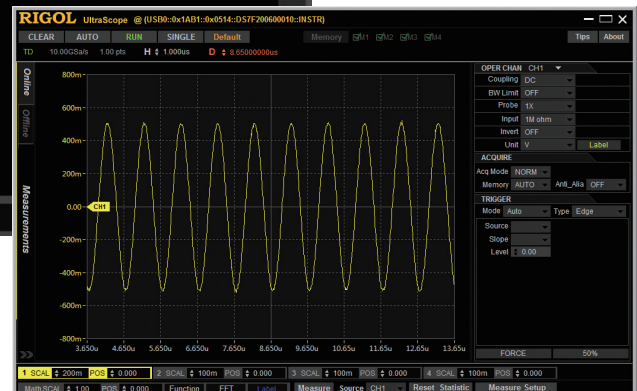 RIGOL UltraScope @ (USB0::0x1AB1::0x0514::DS7F200600010::INSTR)
CLEAR AUTO RUN SINGLE Default Memory M1 M2 M3 M4 Tips About
TD 10.00GSa/s 1.00 pts H 1.000us D 8.65000000us
Online
Offline
Measurements
800m
600m
400m
200m
0.00 CH1
-200m
-400m
-600m
-800m
3.650u 4.650u 5.650u 6.650u 7.650u 8.650u 9.650u 10.65u 11.65u 12.65u 13.65u
OPER CHAN CH1
Coupling DC
BW Limit OFF
Probe 1X
Input 1M ohm
Invert OFF
Unit V Label
ACQUIRE
Acq Mode NORM
Memory AUTO Anti_Alia OFF
TRIGGER
Mode Auto Type Edge
Source
Slope
Level 0.00
FORCE 50%
1 SCAL 200m POS 0.000 2 SCAL 100m POS 0.000 3 SCAL 100m POS 0.000 4 SCAL 100m POS 0.000
Math SCAL 1.00 POS 0.000 Function FFT Label Measure Source CH1 Reset Statistic Measure Setup